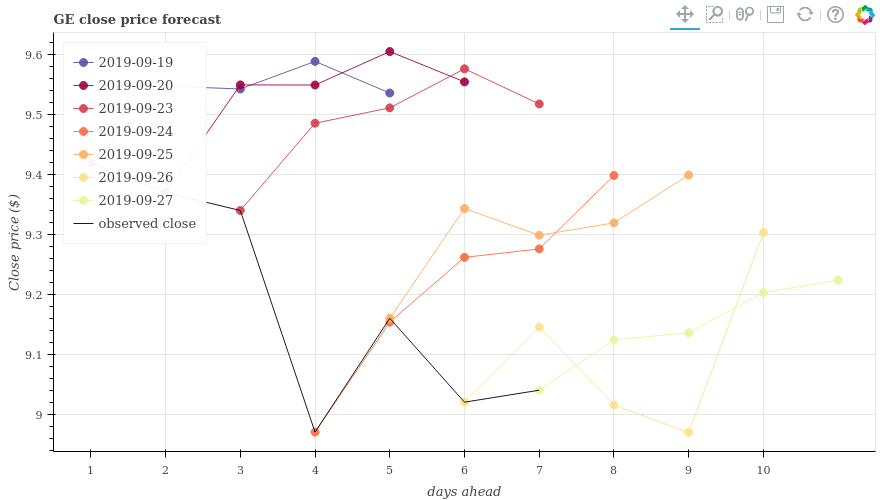 GE close price forecast
2019-09-19
2019-09-20
2019-09-23
2019-09-24
2019-09-25
2019-09-26
2019-09-27
observed close
Close price ($)
9.6
9.5
9.4
9.3
9.2
9.1
9
1 2 3 4 5 6 7 8 9 10
days ahead